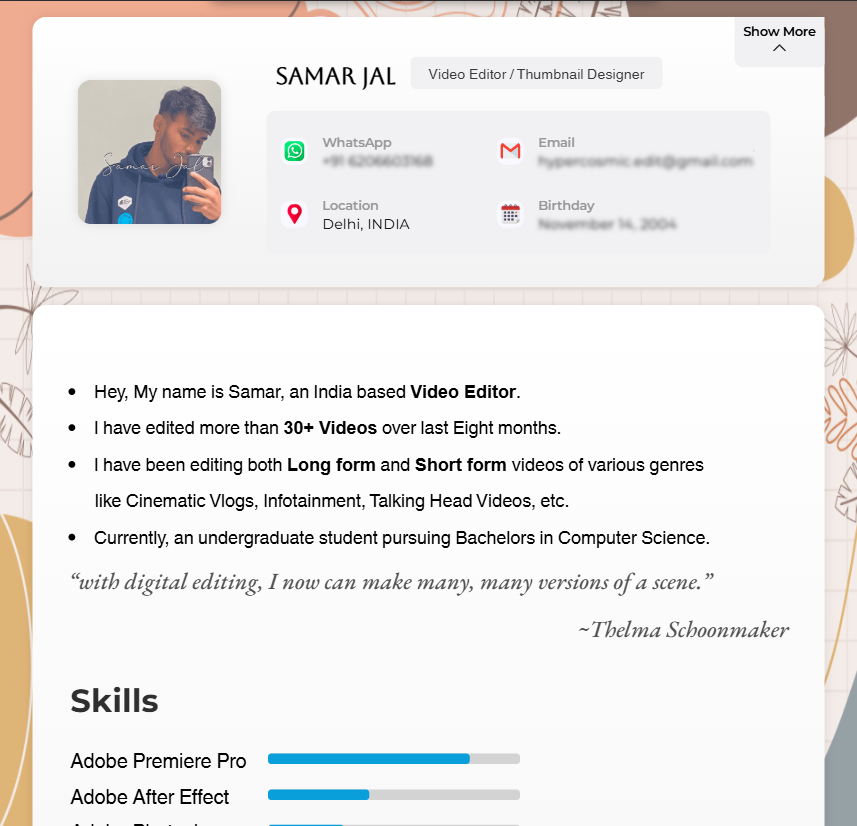 Show More
SAMAR JAL
Video Editor / Thumbnail Designer
Samar Jal
WhatsApp
Email
Location
Delhi, INDIA
Birthday
Hey, My name is Samar, an India based Video Editor.
I have edited more than 30+ Videos over last Eight months.
I have been editing both Long form and Short form videos of various genres
like Cinematic Vlogs, Infotainment, Talking Head Videos, etc.
Currently, an undergraduate student pursuing Bachelors in Computer Science.
“with digital editing, I now can make many, many versions of a scene.”
~Thelma Schoonmaker
Skills
Adobe Premiere Pro
Adobe After Effect